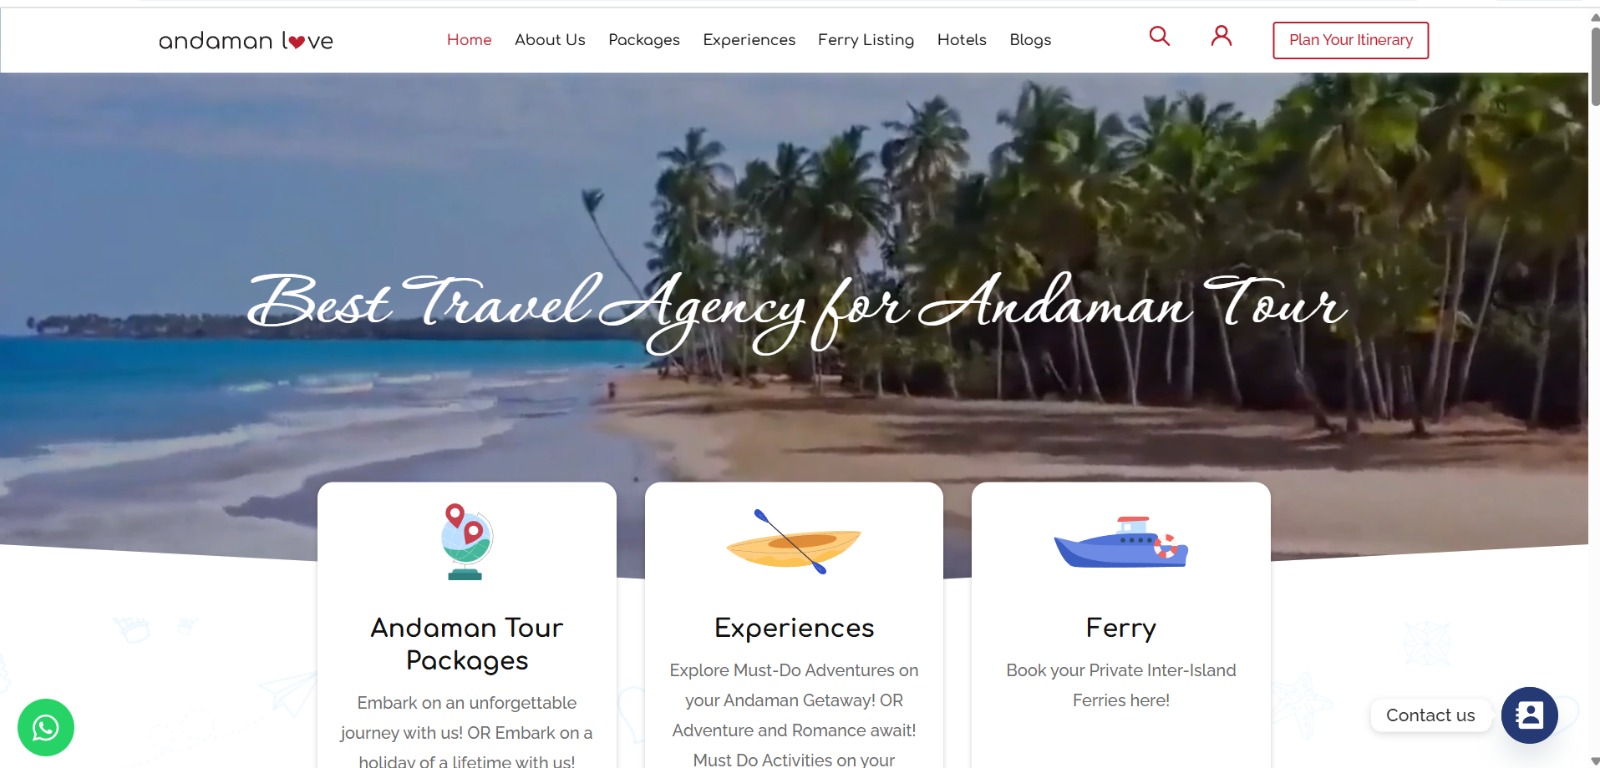 andaman love
Home About Us Packages Experiences Ferry Listing Hotels Blogs
Plan Your Itinerary
Best Travel Agency for Andaman Tour
Andaman Tour
Packages
Embark on an unforgettable
journey with us! OR Embark on a
holiday of a lifetime with us!
Experiences
Explore Must-Do Adventures on
your Andaman Getaway! OR
Adventure and Romance await!
Must Do Activities on your
Ferry
Book your Private Inter-Island
Ferries here!
Contact us